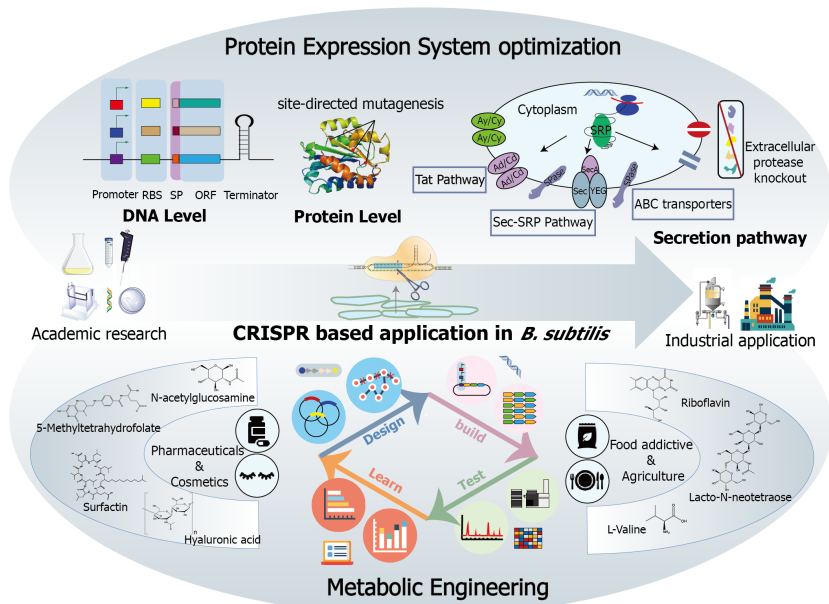 Protein Expression System optimization
Promoter RBS SP ORF Terminator
DNA Level
site-directed mutagenesis
Protein Level
Cytoplasm
SRP
Ay/Cy
Ay/Cy
Ad/Cd
Ad/Cd
Tat Pathway
SPase
SecA
Sec YEG
SPase
Sec-SRP Pathway
ABC transporters
Extracellular
protease
knockout
Secretion pathway
Academic research
CRISPR based application in B. subtilis
Industrial application
N-acetylglucosamine
5-Methyltetrahydrofolate
Surfactin
Hyaluronic acid
n
Pharmaceuticals
&
Cosmetics
Design
build
Test
Learn
Food addictive
&
Agriculture
Riboflavin
Lacto-N-neotetraose
L-Valine
Metabolic Engineering